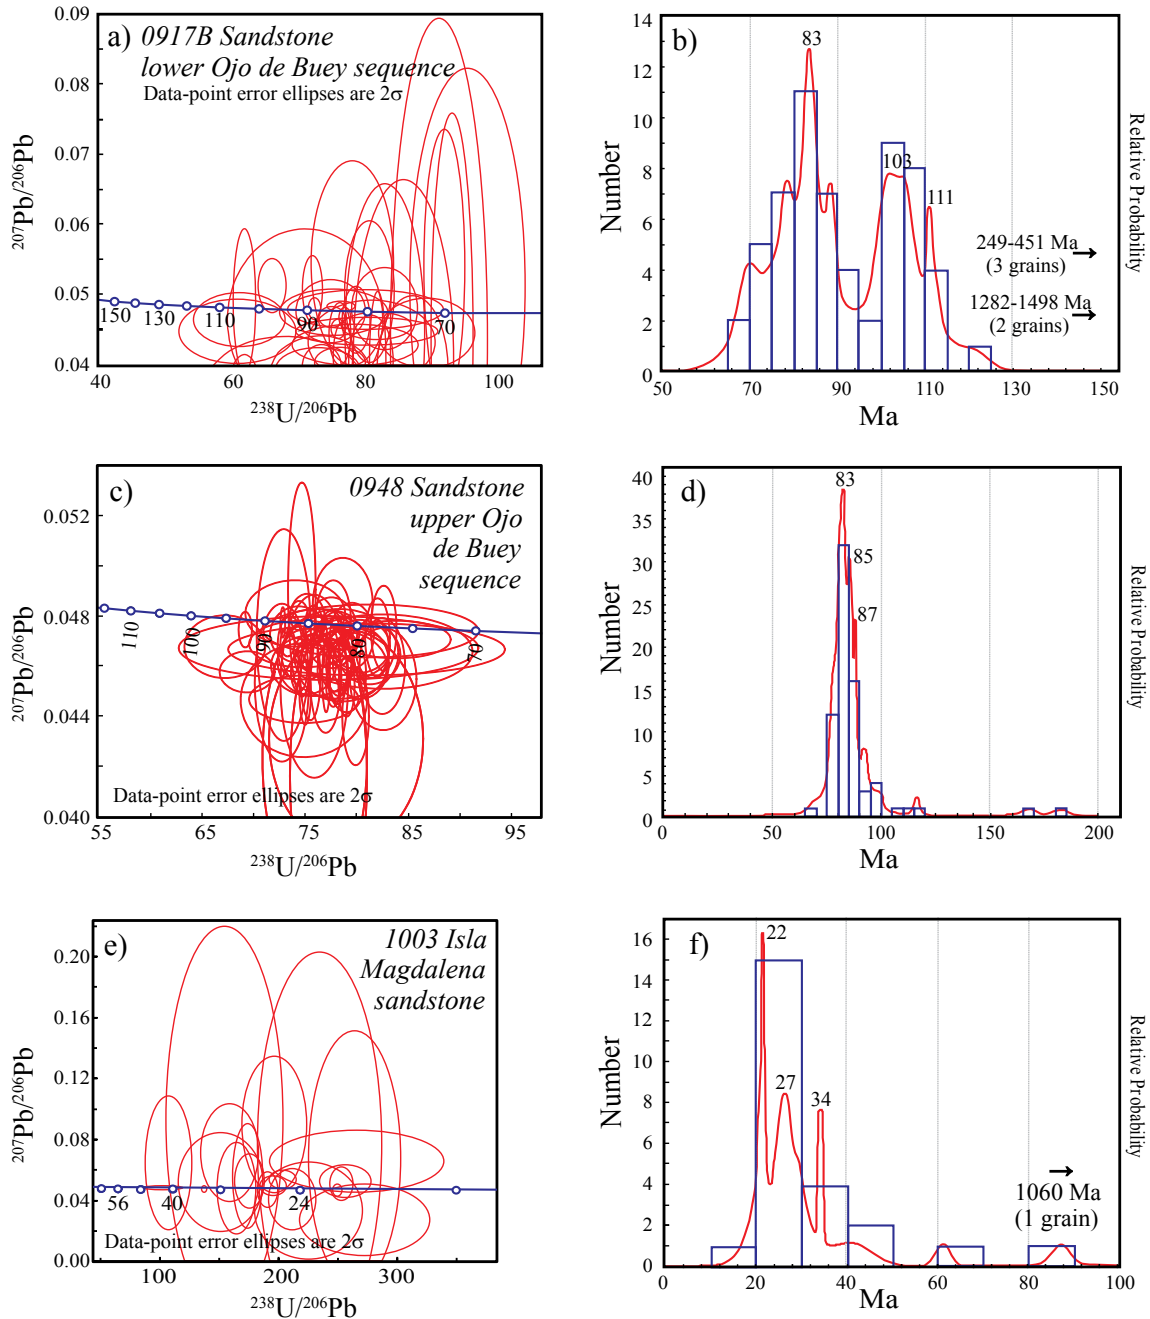 a) 0917B Sandstone
lower Ojo de Buey sequence
Data-point error ellipses are 2σ
0.09
0.08
0.07
0.06
0.05
0.04
²⁰⁷Pb/²⁰⁶Pb
150
130
110
90
70
40
60
80
100
²³⁸U/²⁰⁶Pb
b)
14
12
10
8
6
4
2
0
Number
83
103
111
249-451 Ma
(3 grains)
1282-1498 Ma
(2 grains)
50
70
90
110
130
150
Ma
Relative Probability
c)
0948 Sandstone
upper Ojo
de Buey
sequence
0.052
0.048
0.044
0.040
²⁰⁷Pb/²⁰⁶Pb
110
100
90
80
70
Data-point error ellipses are 2σ
55
65
75
85
95
²³⁸U/²⁰⁶Pb
d)
40
35
30
25
20
15
10
5
0
Number
83
85
87
0
50
100
150
200
Ma
Relative Probability
e)
1003 Isla
Magdalena
sandstone
0.20
0.16
0.12
0.08
0.04
0.00
²⁰⁷Pb/²⁰⁶Pb
56
40
24
Data-point error ellipses are 2σ
100
200
300
²³⁸U/²⁰⁶Pb
f)
16
14
12
10
8
6
4
2
0
Number
22
27
34
1060 Ma
(1 grain)
0
20
40
60
80
100
Ma
Relative Probability